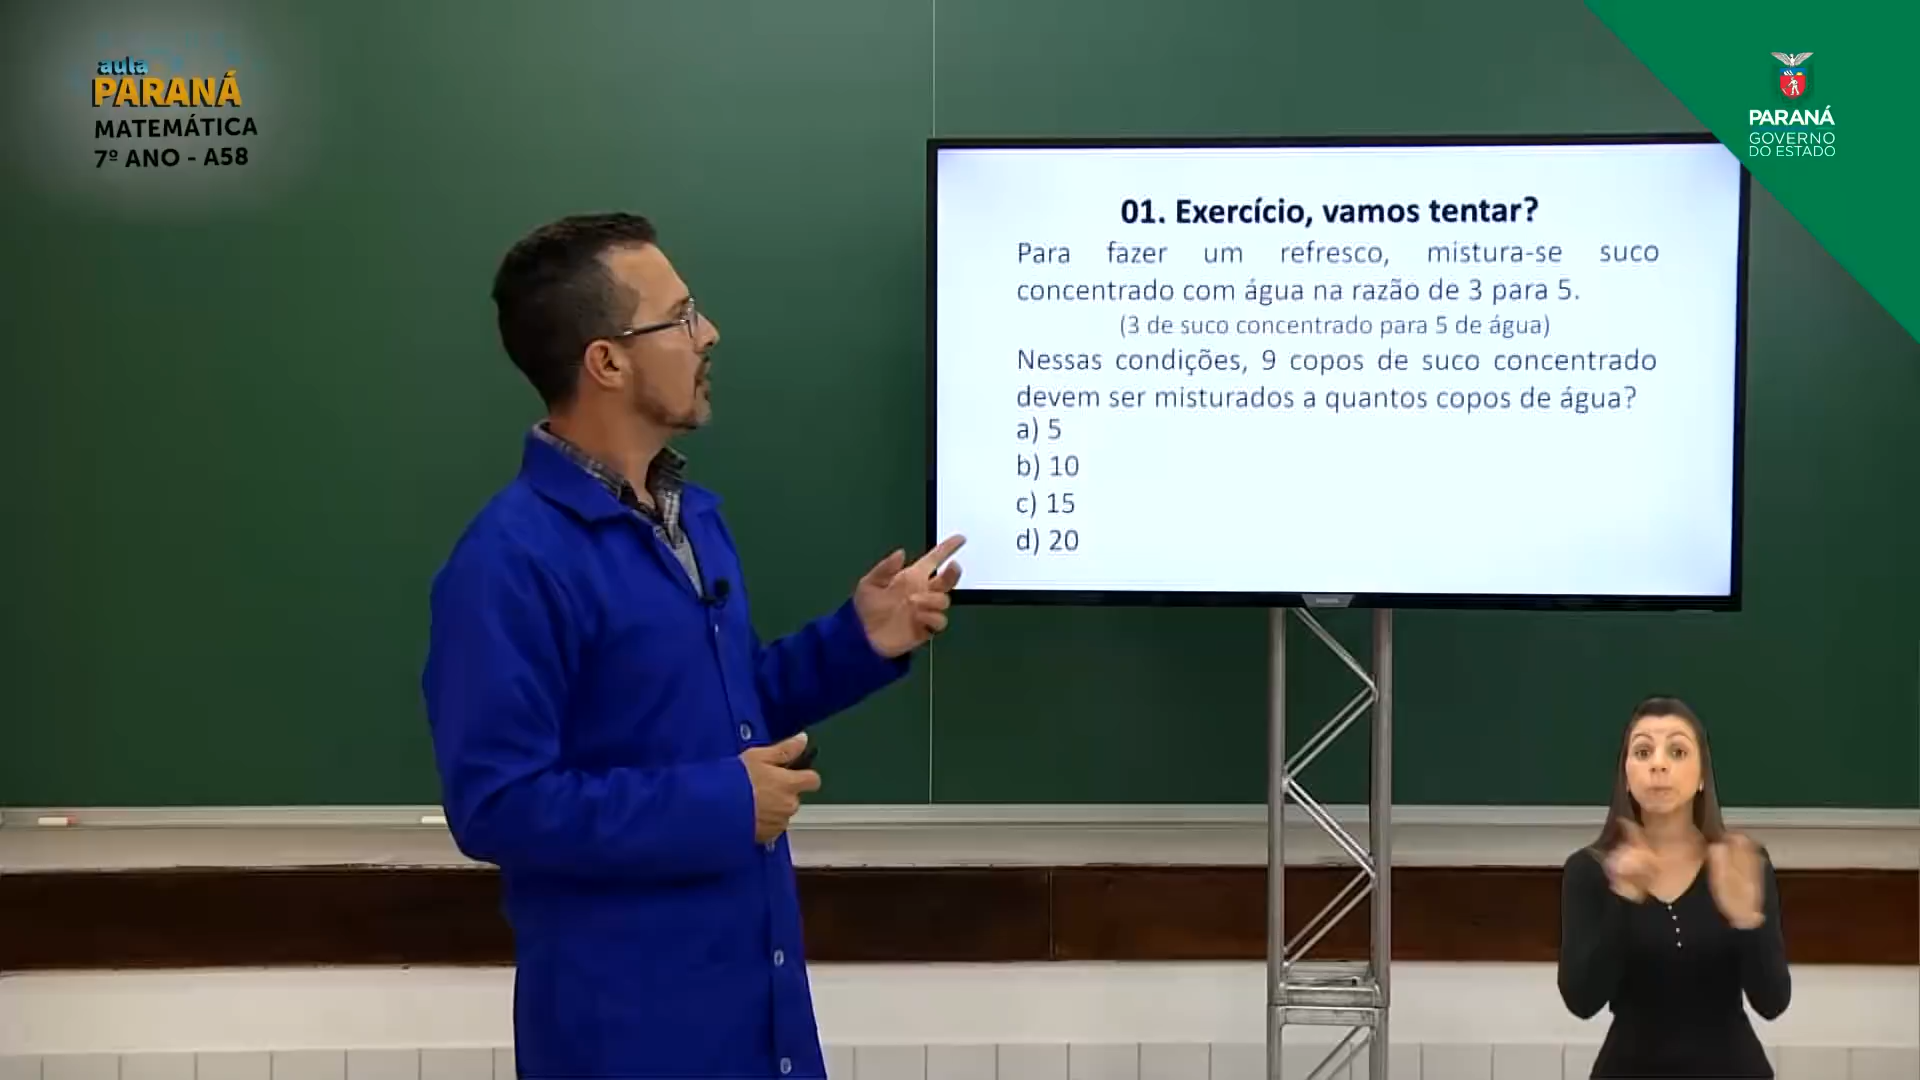 aula
PARANÁ
MATEMÁTICA
7º ANO - A58
PARANÁ
GOVERNO
DO ESTADO
01. Exercício, vamos tentar?
Para fazer um refresco, mistura-se suco
concentrado com água na razão de 3 para 5.
(3 de suco concentrado para 5 de água)
Nessas condições, 9 copos de suco concentrado
devem ser misturados a quantos copos de água?
a) 5
b) 10
c) 15
d) 20